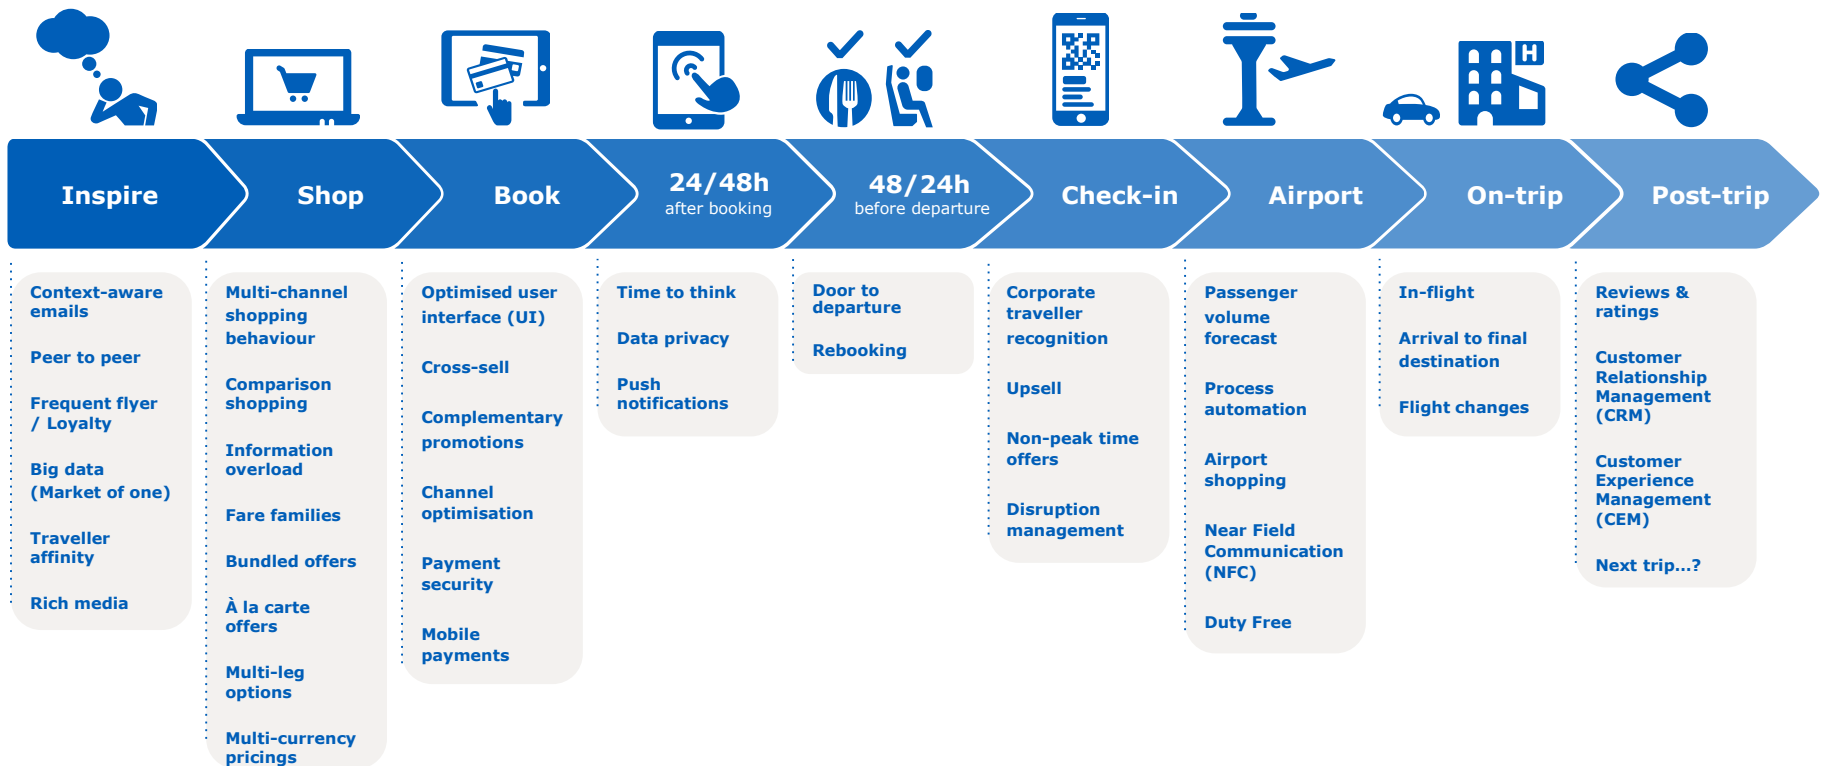 H
Inspire
Shop
Book
24/48h
after booking
48/24h
before departure
Check-in
Airport
On-trip
Post-trip
Context-aware
emails
Peer to peer
Frequent flyer
/ Loyalty
Big data
(Market of one)
Traveller
affinity
Rich media
Multi-channel
shopping
behaviour
Comparison
shopping
Information
overload
Fare families
Bundled offers
À la carte
offers
Multi-leg
options
Multi-currency
pricings
Optimised user
interface (UI)
Cross-sell
Complementary
promotions
Channel
optimisation
Payment
security
Mobile
payments
Time to think
Data privacy
Push
notifications
Door to
departure
Rebooking
Corporate
traveller
recognition
Upsell
Non-peak time
offers
Disruption
management
Passenger
volume
forecast
Process
automation
Airport
shopping
Near Field
Communication
(NFC)
Duty Free
In-flight
Arrival to final
destination
Flight changes
Reviews &
ratings
Customer
Relationship
Management
(CRM)
Customer
Experience
Management
(CEM)
Next trip...?